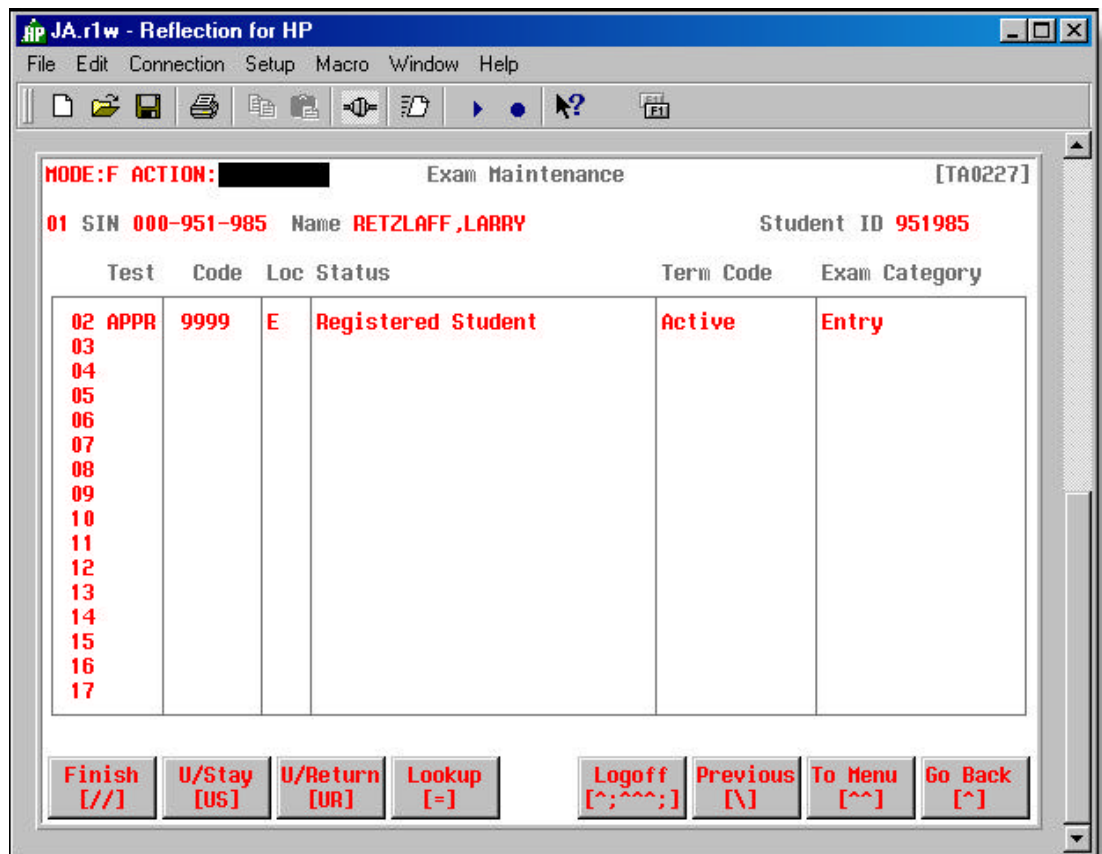 JA.r1w - Reflection for HP
File Edit Connection Setup Macro Window Help
MODE:F ACTION: Exam Maintenance [TA0227]
01 SIN 000-951-985 Name RETZLAFF,LARRY Student ID 951985
Test Code Loc Status Term Code Exam Category
02 APPR 9999 E Registered Student Active Entry
03
04
05
06
07
08
09
10
11
12
13
14
15
16
17
Finish U/Stay U/Return Lookup Logoff Previous To Menu Go Back
[//] [US] [UR] [=] [^;^^^;] [\] [^^] [^]